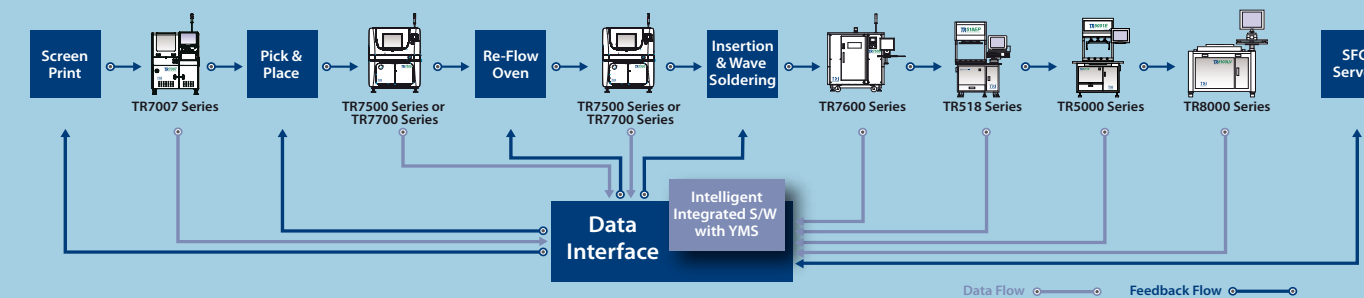 Screen
Print
TR7007 Series
Pick &
Place
TR7500 Series or
TR7700 Series
Re-Flow
Oven
TR7500 Series or
TR7700 Series
Insertion
& Wave
Soldering
TR7600 Series
TR518 Series
TR5000 Series
TR8000 Series
Data
Interface
Intelligent
Integrated S/W
with YMS
Data Flow
Feedback Flow